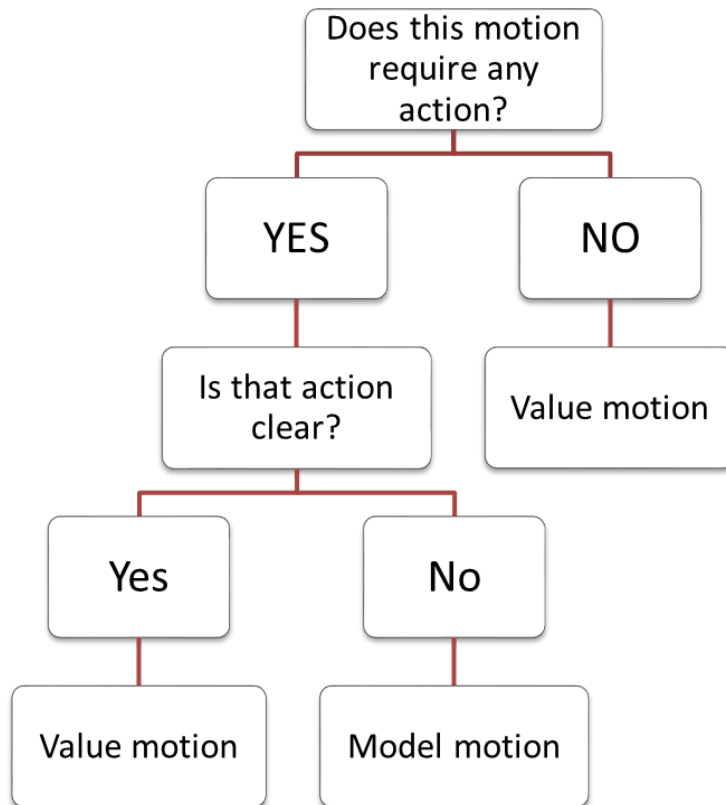 Does this motion
require any
action?
YES
NO
Is that action
clear?
Value motion
Yes
No
Value motion
Model motion